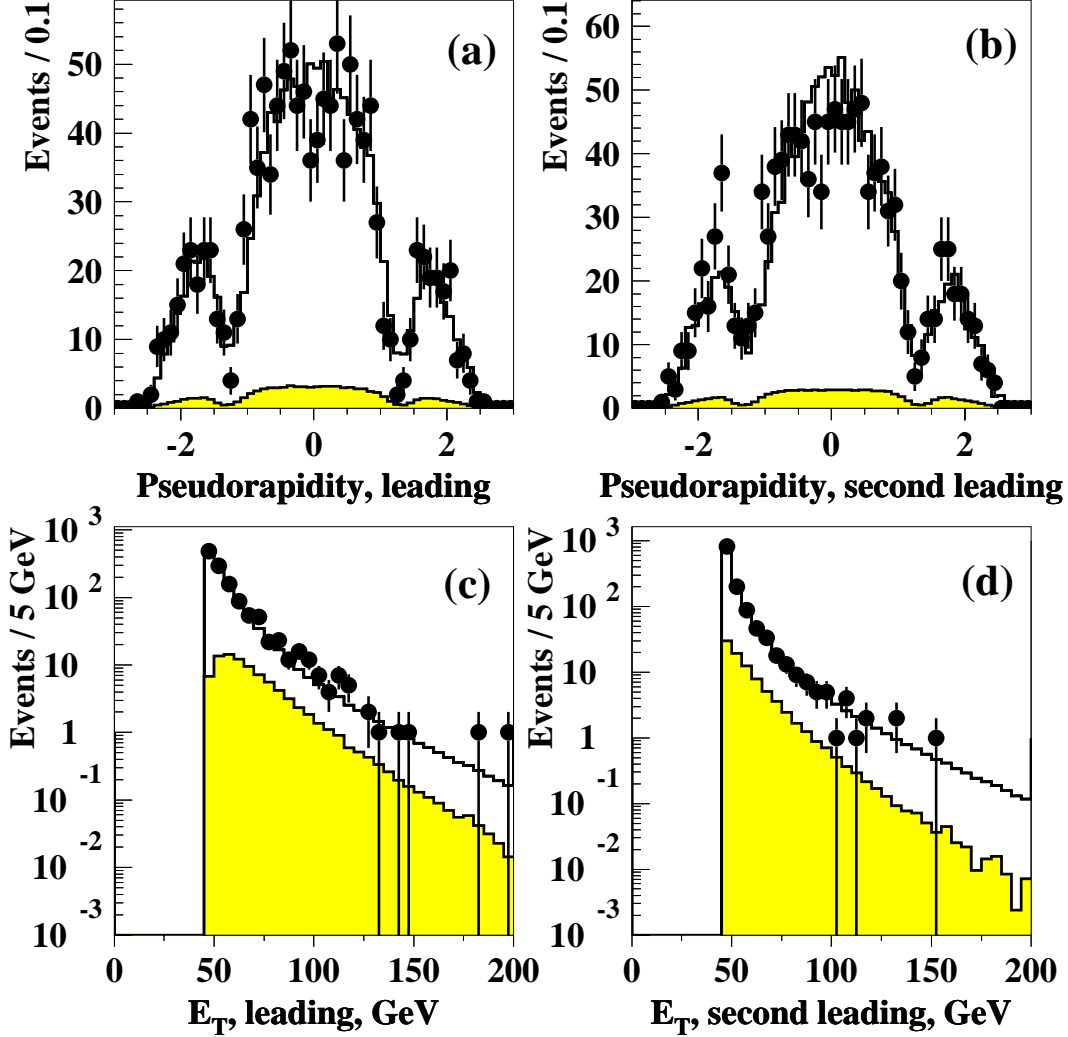 Events / 0.1
50
40
30
20
10
0
(a)
-2 0 2
Pseudorapidity, leading
Events / 0.1
60
50
40
30
20
10
0
(b)
-2 0 2
Pseudorapidity, second leading
Events / 5 GeV
10 3
10 2
10
1
10 -1
10 -2
10 -3
(c)
0 50 100 150 200
E_T, leading, GeV
Events / 5 GeV
10 3
10 2
10
1
10 -1
10 -2
10 -3
(d)
0 50 100 150 200
E_T, second leading, GeV